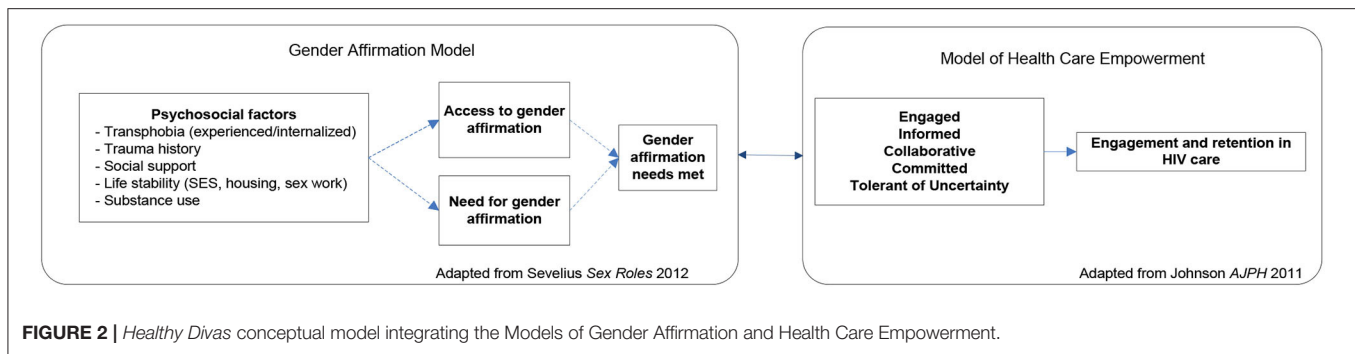 Gender Affirmation Model
Psychosocial factors
- Transphobia (experienced/internalized)
- Trauma history
- Social support
- Life stability (SES, housing, sex work)
- Substance use
Access to gender
affirmation
Need for gender
affirmation
Gender
affirmation
needs met
Adapted from Sevelius Sex Roles 2012
Model of Health Care Empowerment
Engaged
Informed
Collaborative
Committed
Tolerant of Uncertainty
Engagement and retention in
HIV care
Adapted from Johnson AJPH 2011
FIGURE 2 | Healthy Divas conceptual model integrating the Models of Gender Affirmation and Health Care Empowerment.